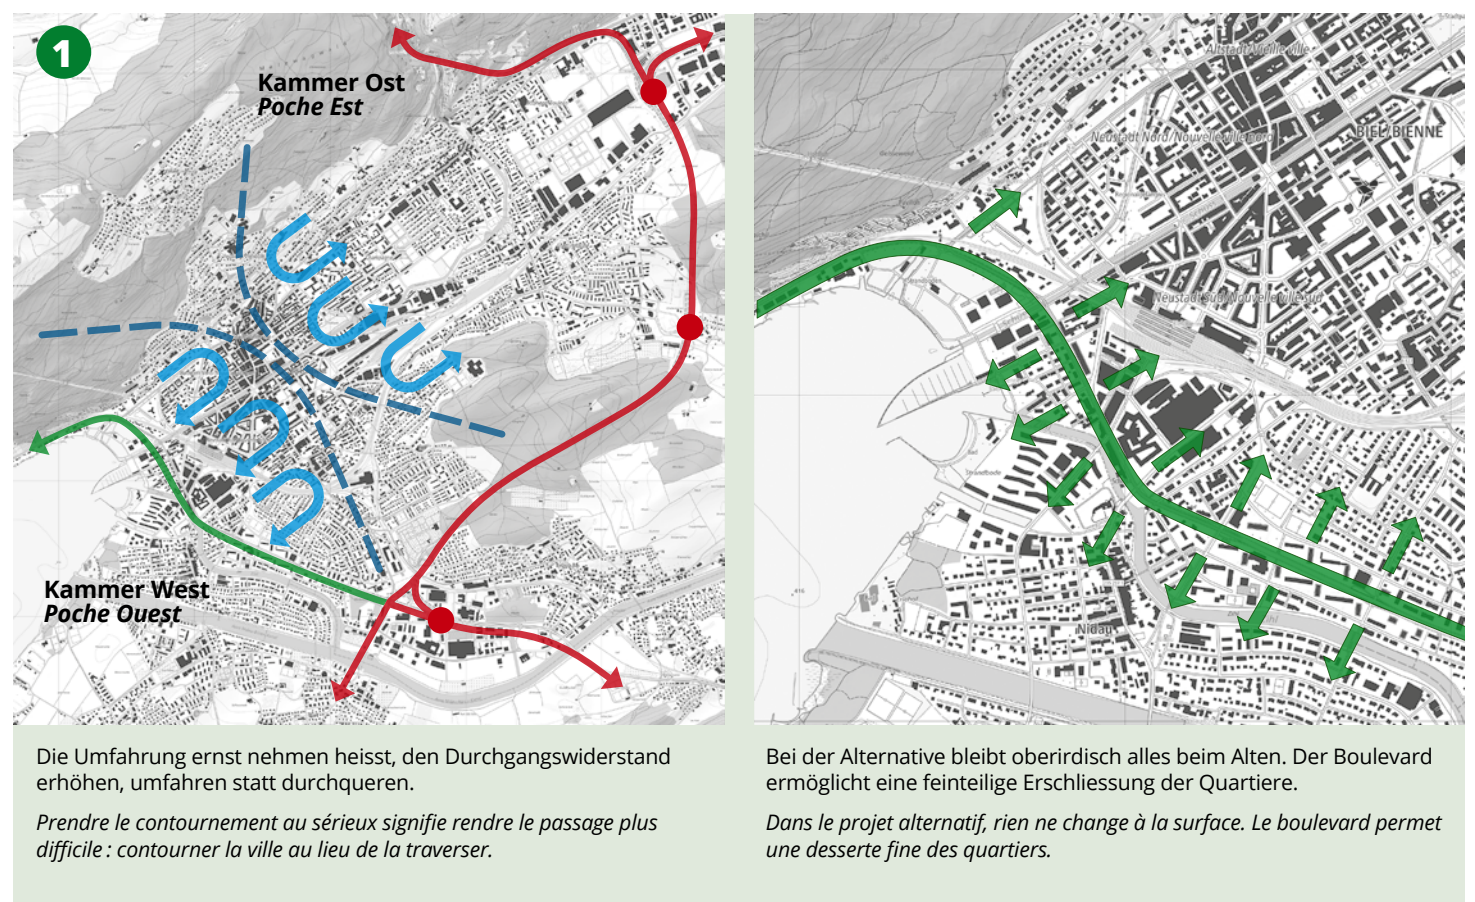 1
Kammer Ost
Poche Est
Kammer West
Poche Ouest
Altstadt/Vieille ville
Neustadt Nord/Nouvelle ville nord
BIEL/BIENNE
Neustadt Süd/Nouvelle ville sud
Strandbad
Nidau
Die Umfahrung ernst nehmen heisst, den Durchgangswiderstand
erhöhen, umfahren statt durchqueren.
Prendre le contournement au sérieux signifie rendre le passage plus
difficile : contourner la ville au lieu de la traverser.
Bei der Alternative bleibt oberirdisch alles beim Alten. Der Boulevard
ermöglicht eine feinteilige Erschliessung der Quartiere.
Dans le projet alternatif, rien ne change à la surface. Le boulevard permet
une desserte fine des quartiers.